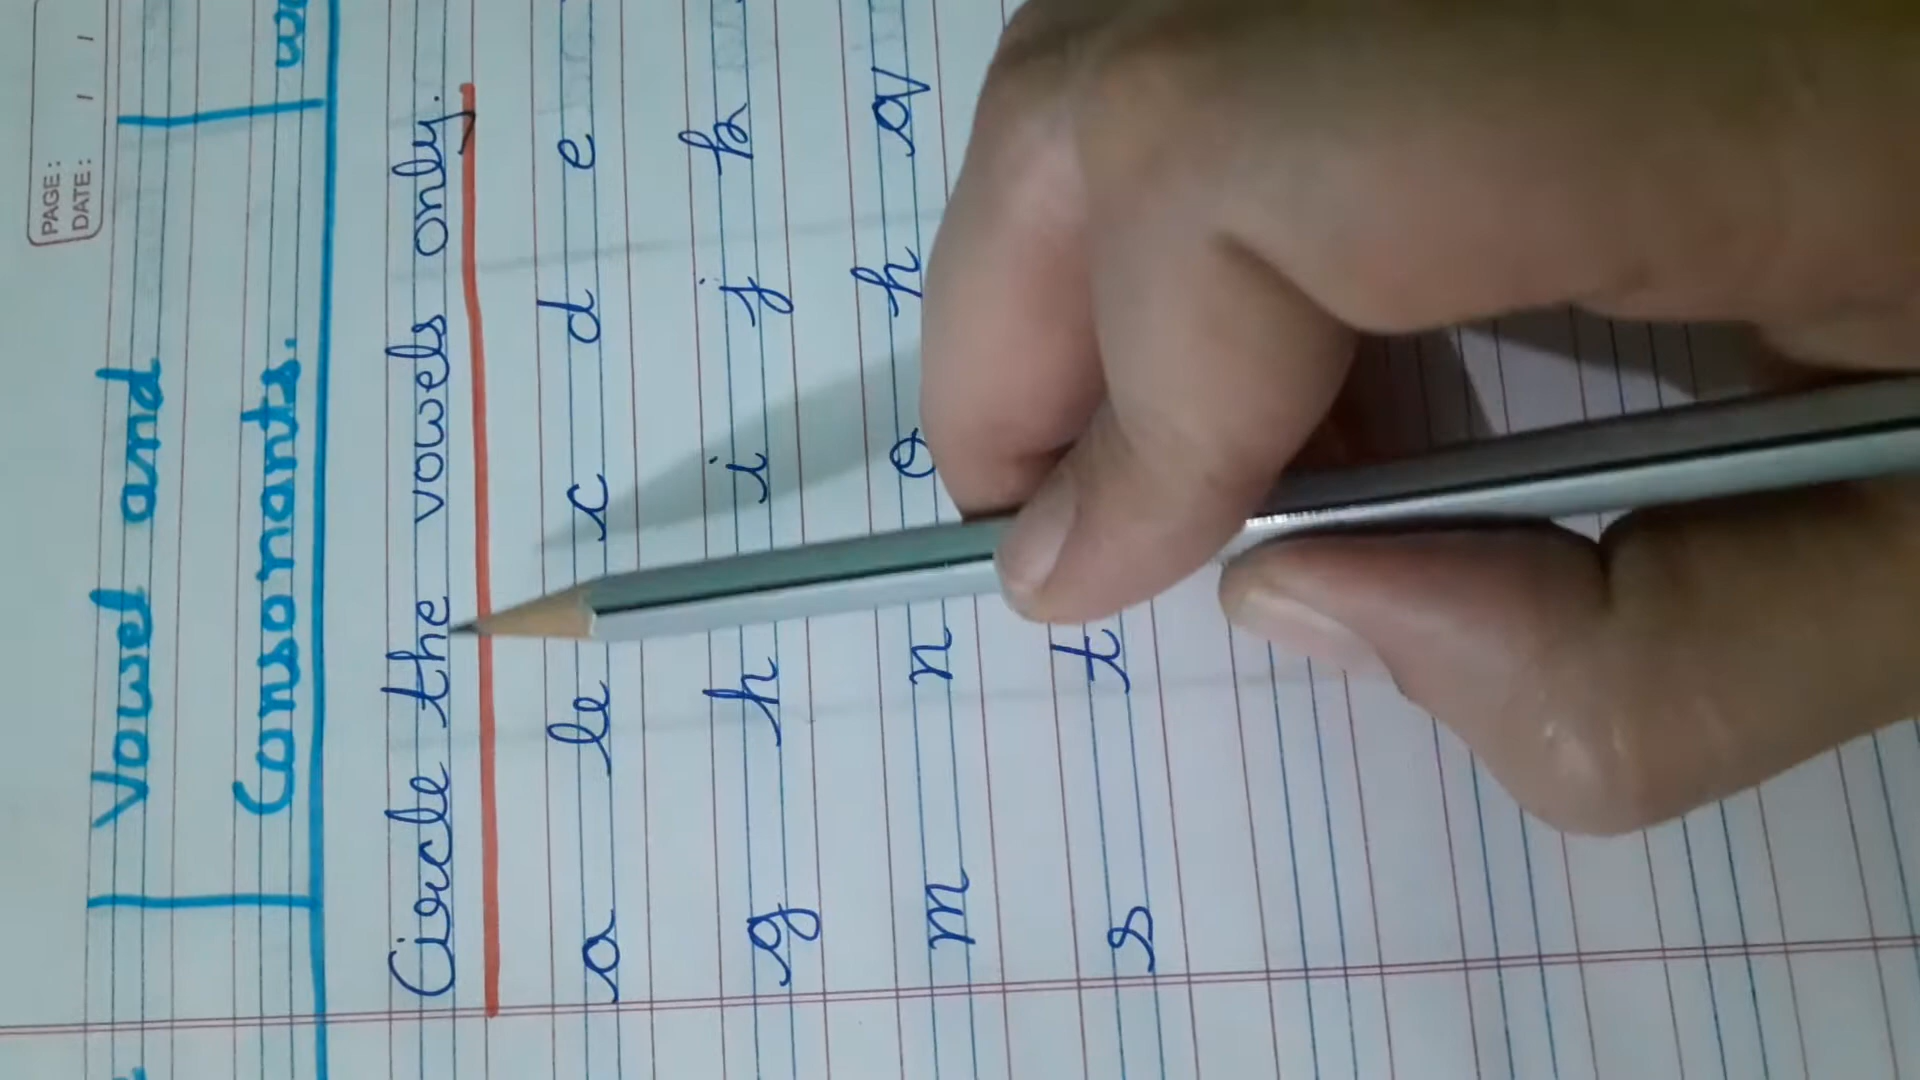 PAGE:
DATE: / /
Vowel and
Consonants.
Circle the vowels only.
a b c d e
g h i j k
m n o p q
s t